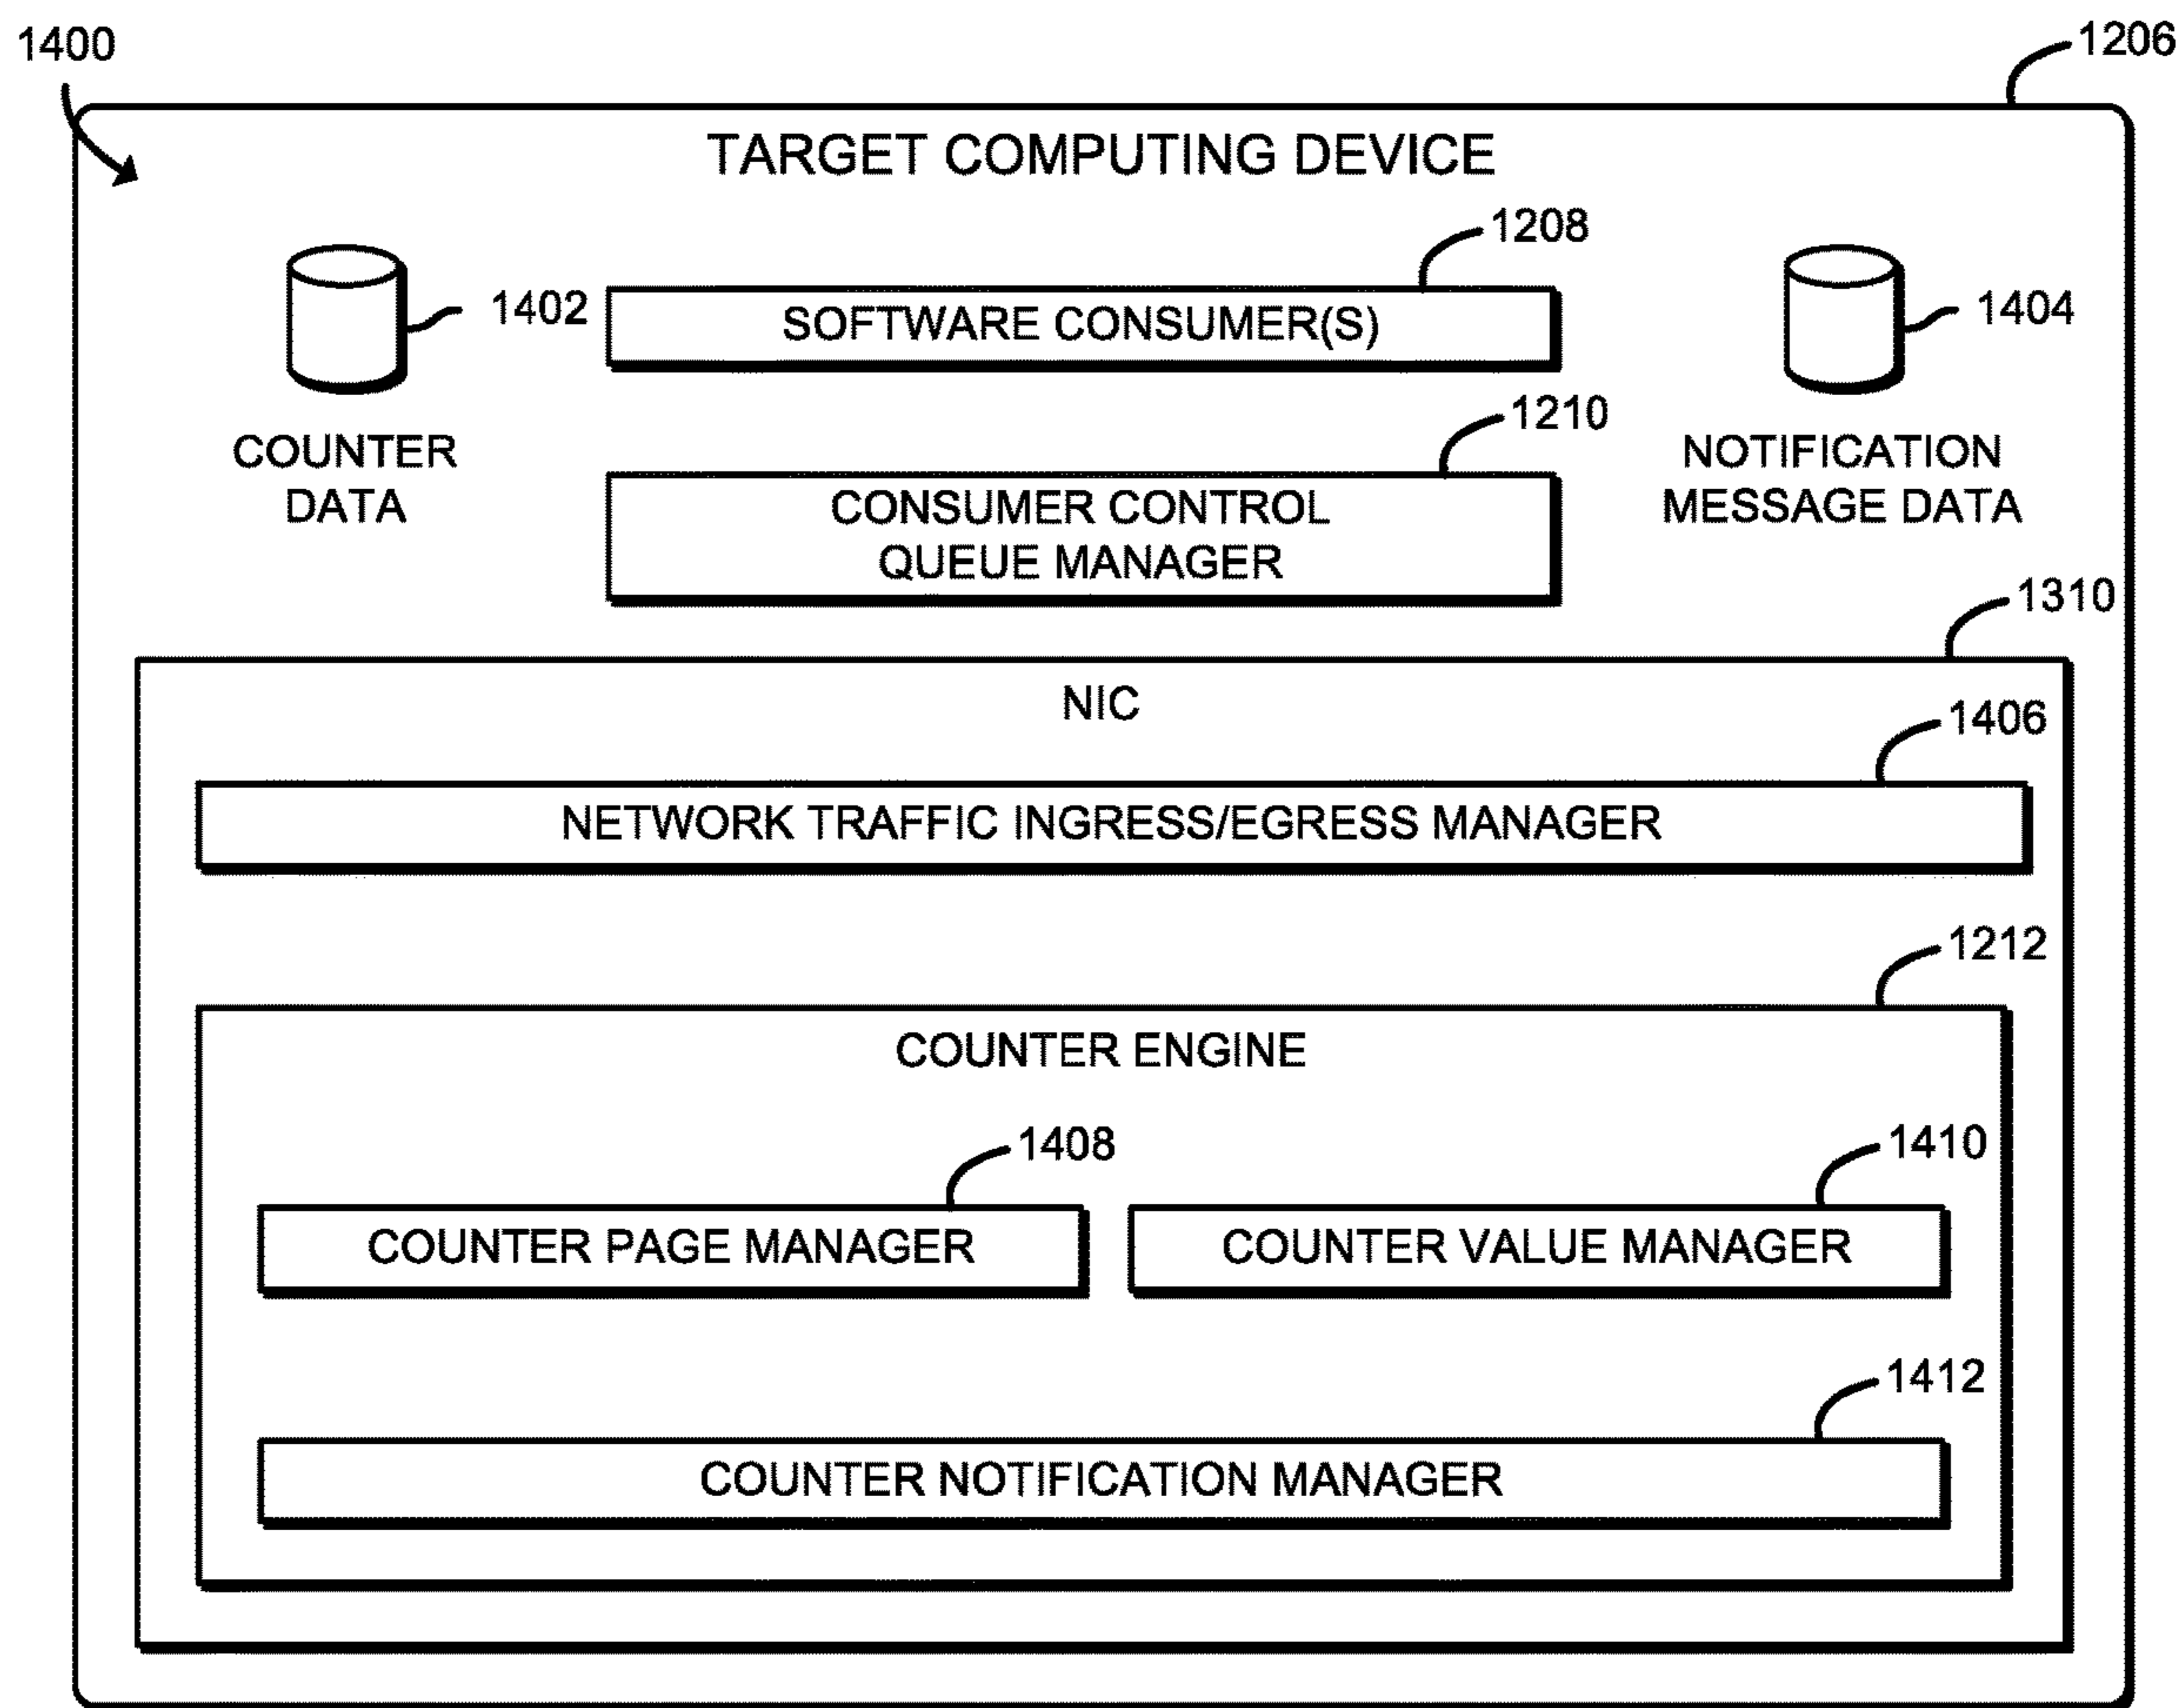 1400
1206
TARGET COMPUTING DEVICE
1208
1402
SOFTWARE CONSUMER(S)
1404
1210
COUNTER
DATA
CONSUMER CONTROL
QUEUE MANAGER
NOTIFICATION
MESSAGE DATA
1310
NIC
1406
NETWORK TRAFFIC INGRESS/EGRESS MANAGER
1212
COUNTER ENGINE
1408
1410
COUNTER PAGE MANAGER
COUNTER VALUE MANAGER
1412
COUNTER NOTIFICATION MANAGER